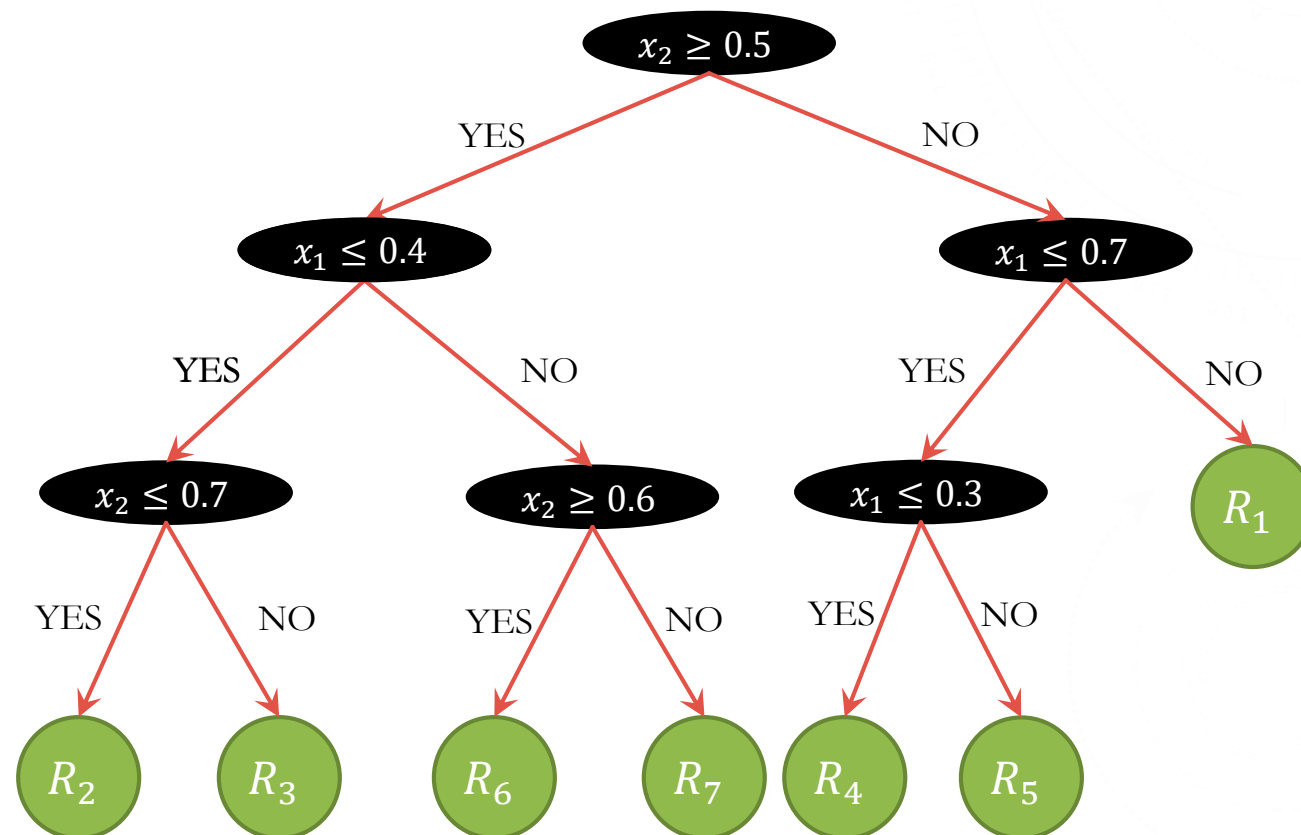 x₂ ≥ 0.5
YES
NO
x₁ ≤ 0.4
x₁ ≤ 0.7
YES
NO
YES
NO
x₂ ≤ 0.7
x₂ ≥ 0.6
x₁ ≤ 0.3
R₁
YES
NO
YES
NO
YES
NO
R₂
R₃
R₆
R₇
R₄
R₅